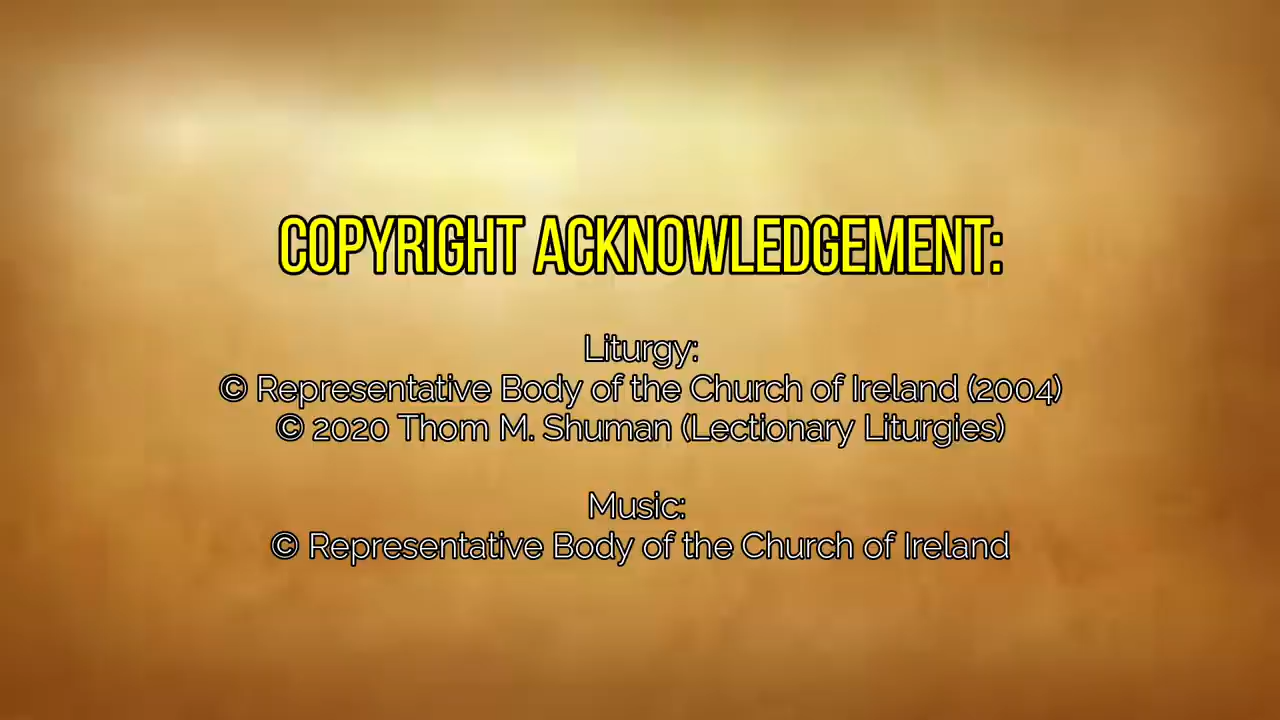 COPYRIGHT ACKNOWLEDGEMENT:
Liturgy:
© Representative Body of the Church of Ireland (2004)
© 2020 Thom M. Shuman (Lectionary Liturgies)
Music:
© Representative Body of the Church of Ireland